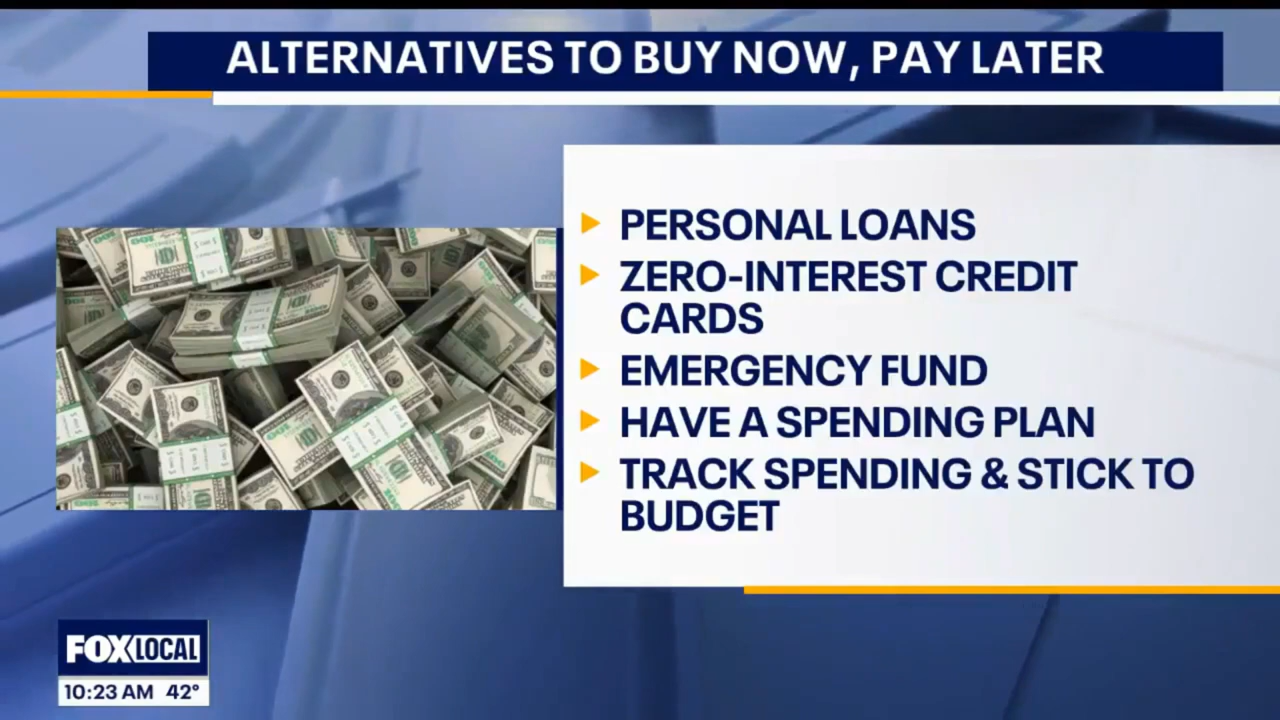 ALTERNATIVES TO BUY NOW, PAY LATER
PERSONAL LOANS
ZERO-INTEREST CREDIT
CARDS
EMERGENCY FUND
HAVE A SPENDING PLAN
TRACK SPENDING & STICK TO
BUDGET
FOX LOCAL
10:23 AM 42°